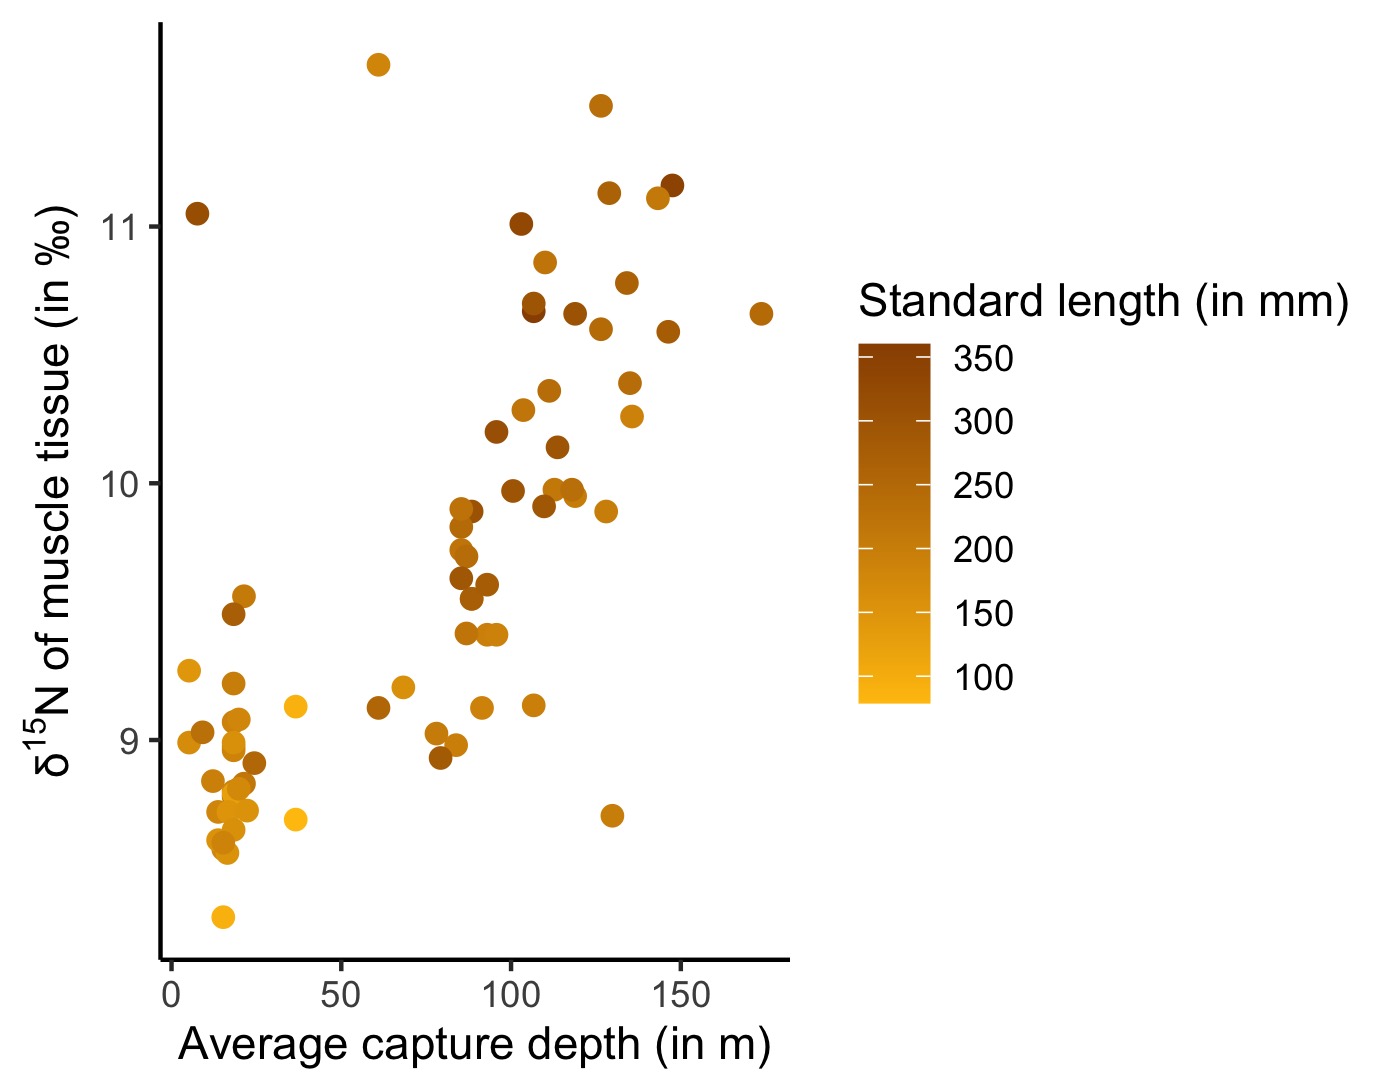 δ¹⁵N of muscle tissue (in ‰)
11
10
9
0 50 100 150
Average capture depth (in m)
Standard length (in mm)
350
300
250
200
150
100